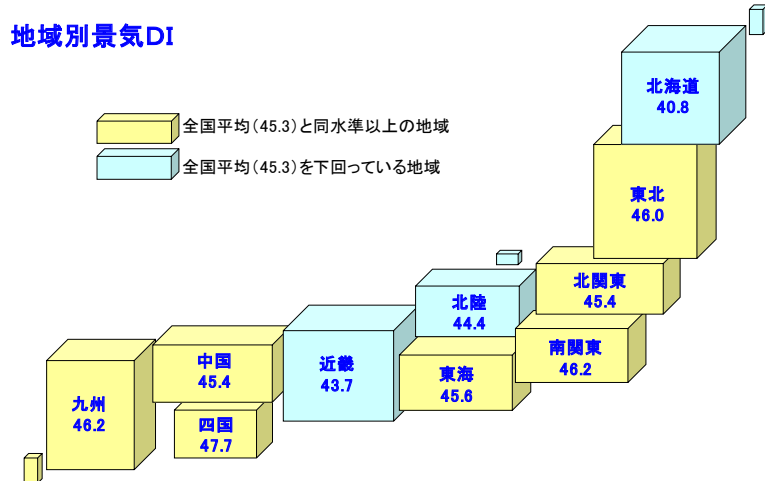 地域別景気DI
全国平均(45.3)と同水準以上の地域
全国平均(45.3)を下回っている地域
北海道
40.8
東北
46.0
北関東
45.4
北陸
44.4
南関東
46.2
東海
45.6
近畿
43.7
中国
45.4
四国
47.7
九州
46.2